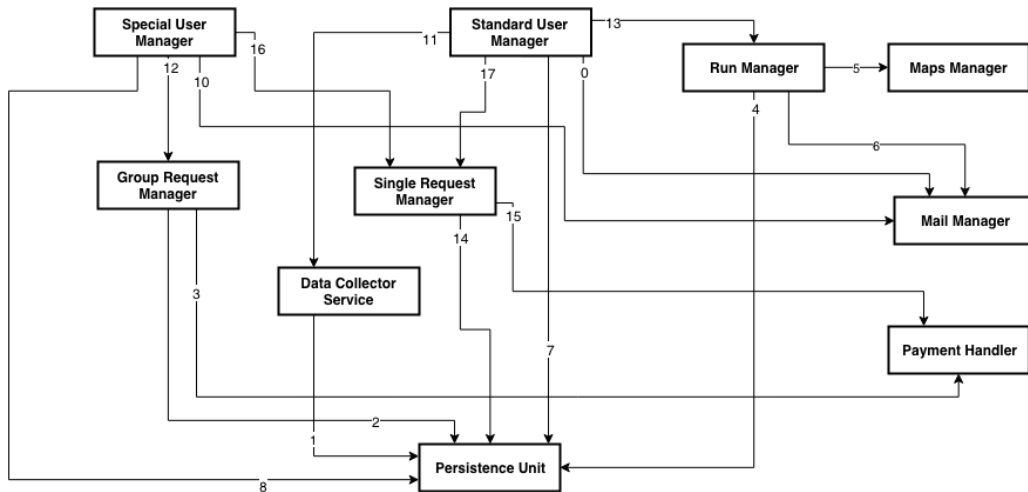 Special User
Manager
Standard User
Manager
13
11
16
12
10
17
0
Run Manager
5
Maps Manager
4
6
Group Request
Manager
Single Request
Manager
15
14
Mail Manager
Data Collector
Service
3
7
Payment Handler
2
1
Persistence Unit
8